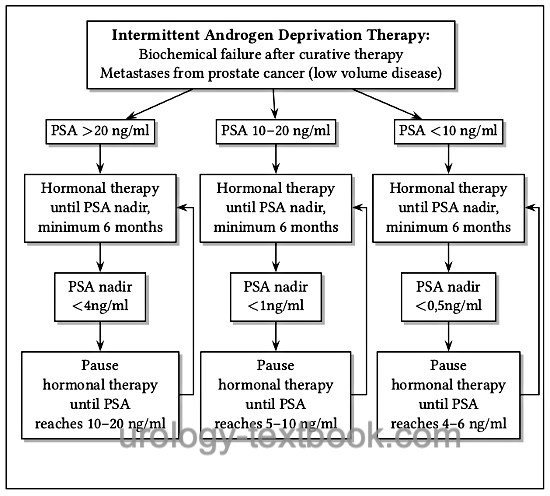 Intermittent Androgen Deprivation Therapy:
Biochemical failure after curative therapy
Metastases from prostate cancer (low volume disease)
PSA >20 ng/ml
PSA 10–20 ng/ml
PSA <10 ng/ml
Hormonal therapy
until PSA nadir,
minimum 6 months
Hormonal therapy
until PSA nadir,
minimum 6 months
Hormonal therapy
until PSA nadir,
minimum 6 months
PSA nadir
<4ng/ml
PSA nadir
<1ng/ml
PSA nadir
<0,5ng/ml
Pause
hormonal therapy
until PSA
reaches 10–20 ng/ml
Pause
hormonal therapy
until PSA
reaches 5–10 ng/ml
Pause
hormonal therapy
until PSA
reaches 4–6 ng/ml
urology-textbook.com